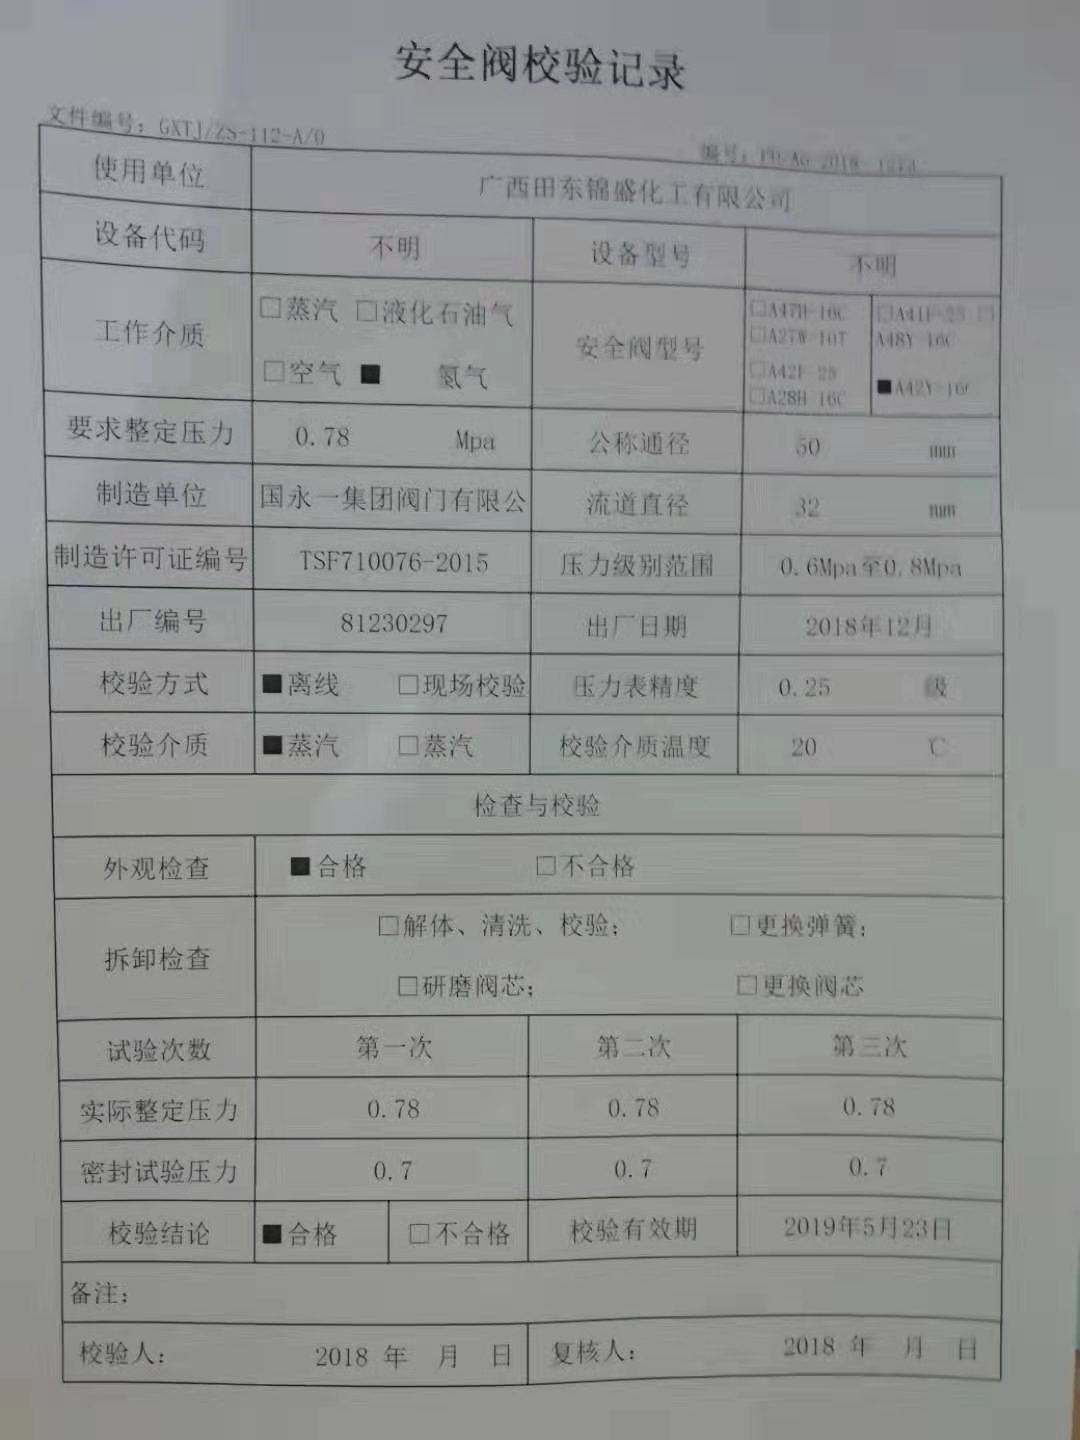 安全阀校验记录
文件编号：GXTJ/ZS-112-A/0
编号：
使用单位 广西田东锦盛化工有限公司
设备代码 不明 设备型号 不明
工作介质 □蒸汽 □液化石油气 □空气 ■ 氢气 安全阀型号 □A47H-16C □A27W-10T □A42F-25 □A28H-16C □A41F-25 A48Y-16C ■A42Y-16C
要求整定压力 0.78 Mpa 公称通径 50 mm
制造单位 国永一集团阀门有限公 流道直径 32 mm
制造许可证编号 TSF710076-2015 压力级别范围 0.6Mpa至0.8Mpa
出厂编号 81230297 出厂日期 2018年12月
校验方式 ■离线 □现场校验 压力表精度 0.25 级
校验介质 ■蒸汽 □蒸汽 校验介质温度 20 ℃
检查与校验
外观检查 ■合格 □不合格
拆卸检查 □解体、清洗、校验； □更换弹簧；
□研磨阀芯； □更换阀芯
试验次数 第一次 第二次 第三次
实际整定压力 0.78 0.78 0.78
密封试验压力 0.7 0.7 0.7
校验结论 ■合格 □不合格 校验有效期 2019年5月23日
备注：
校验人： 2018 年 月 日 复核人： 2018 年 月 日